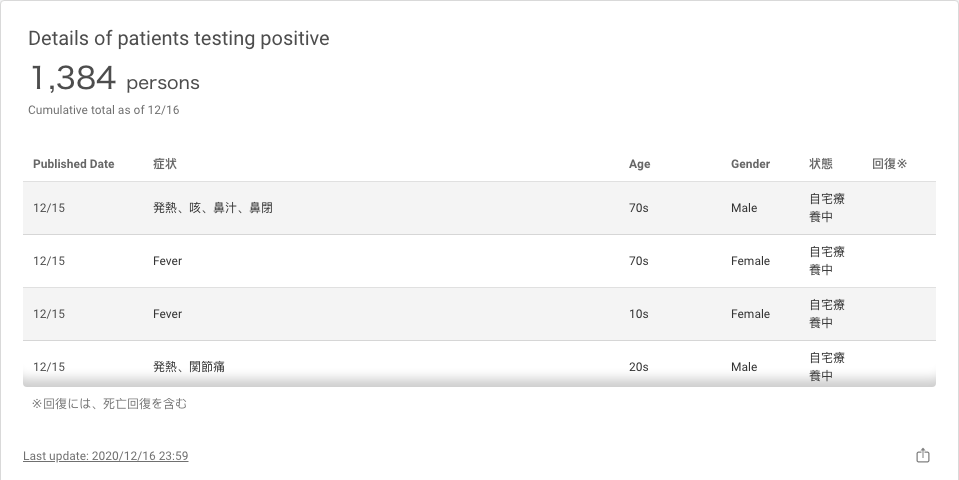 Details of patients testing positive
1,384 persons
Cumulative total as of 12/16
Published Date 症状 Age Gender 状態 回復※
12/15 発熱、咳、鼻汁、鼻閉 70s Male 自宅療
養中
12/15 Fever 70s Female 自宅療
養中
12/15 Fever 10s Female 自宅療
養中
12/15 発熱、関節痛 20s Male 自宅療
養中
※回復には、死亡回復を含む
Last update: 2020/12/16 23:59